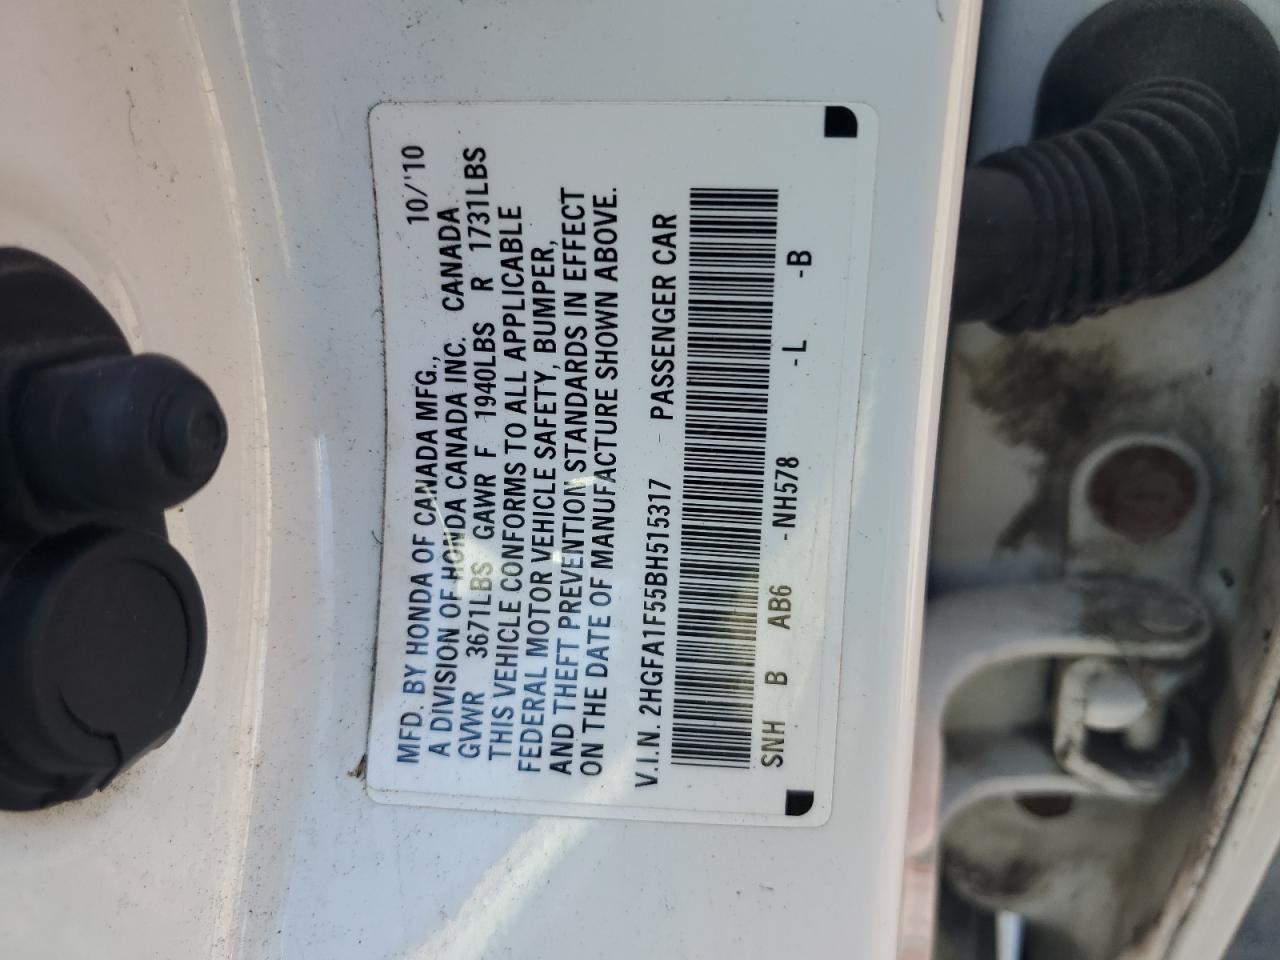 MFD. BY HONDA OF CANADA MFG., 10/'10
A DIVISION OF HONDA CANADA INC. CANADA
GVWR 3671LBS GAWR F 1940LBS R 1731LBS
THIS VEHICLE CONFORMS TO ALL APPLICABLE
FEDERAL MOTOR VEHICLE SAFETY, BUMPER,
AND THEFT PREVENTION STANDARDS IN EFFECT
ON THE DATE OF MANUFACTURE SHOWN ABOVE.
V.I.N. 2HGFA1F55BH515317 - PASSENGER CAR
SNH B AB6 -NH578 -L -B